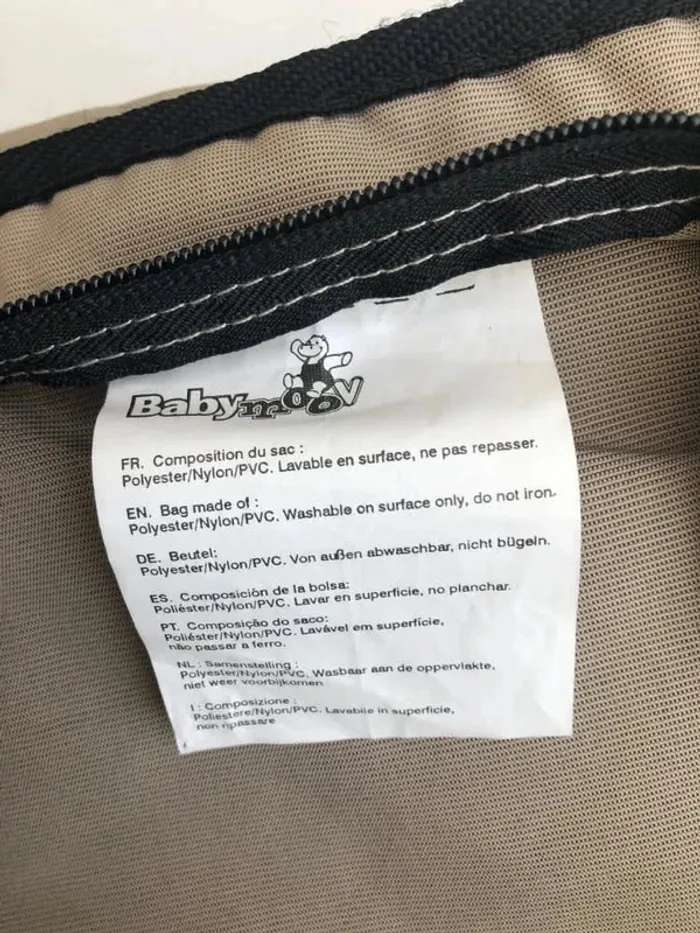 Babymoov
FR. Composition du sac :
Polyester/Nylon/PVC. Lavable en surface, ne pas repasser.
EN. Bag made of :
Polyester/Nylon/PVC. Washable on surface only, do not iron.
DE. Beutel:
Polyester/Nylon/PVC. Von außen abwaschbar, nicht bügeln.
ES. Composición de la bolsa:
Poliéster/Nylon/PVC. Lavar en superficie, no planchar.
PT. Composição do saco:
Poliéster/Nylon/PVC. Lavável em superfície,
não passar a ferro.
NL : Samenstelling :
Polyester/Nylon/PVC. Wasbaar aan de oppervlakte,
niet weer voorbijkomen
I : Composizione :
Poliestere/Nylon/PVC. Lavabile in superficie,
non ripassare